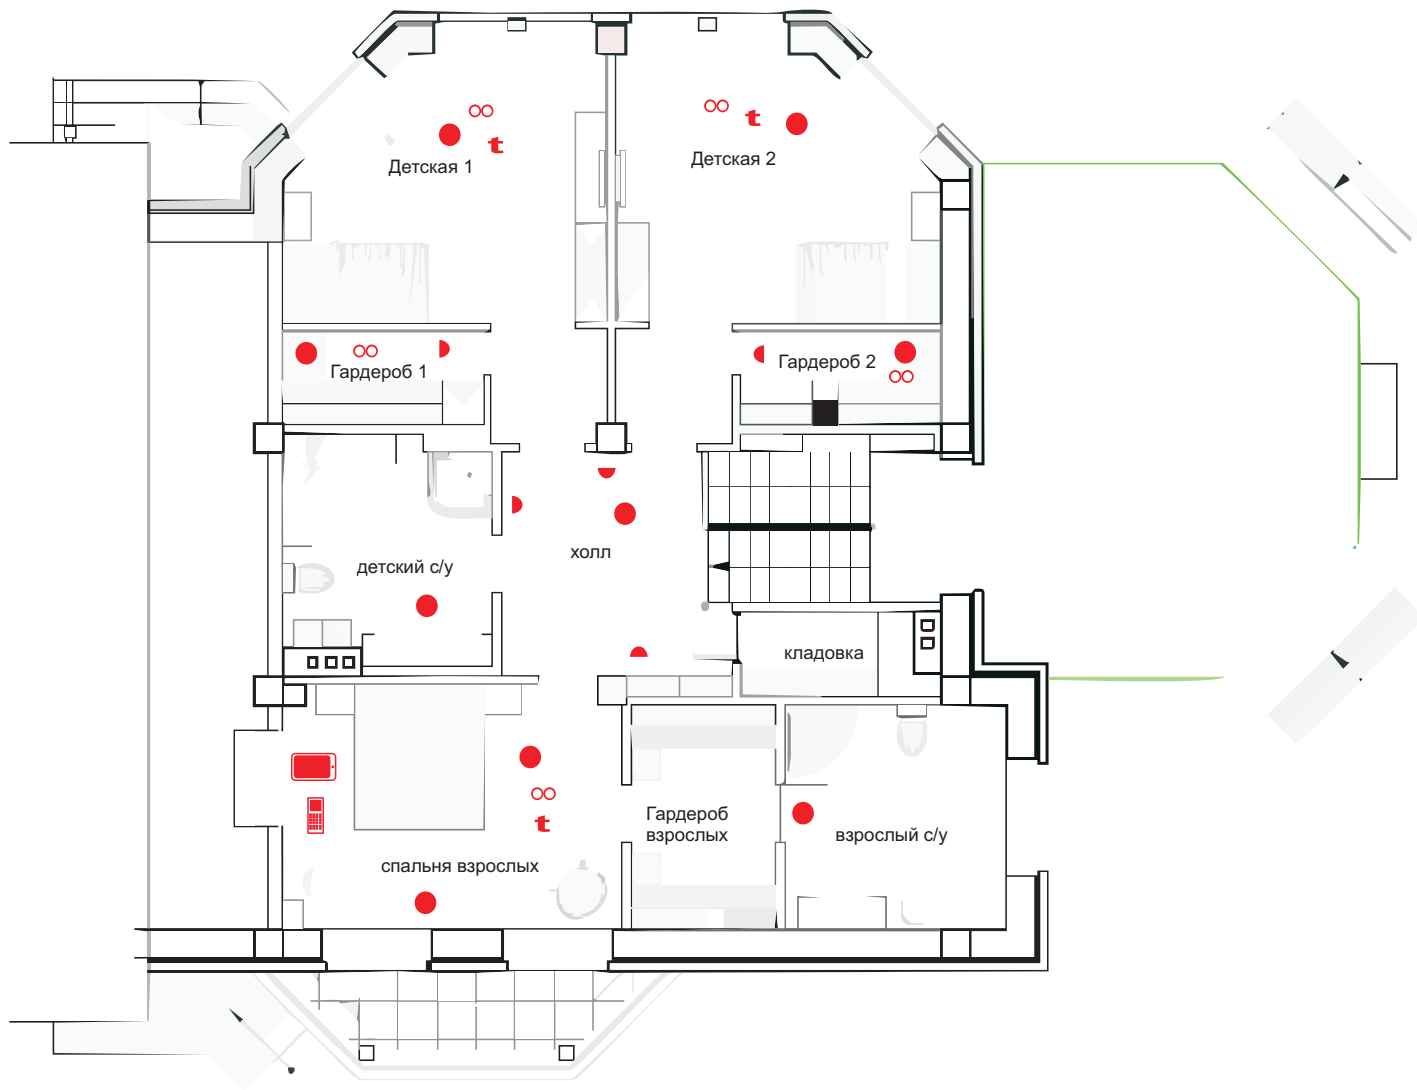 t
t
Детская 1
Детская 2
Гардероб 1
Гардероб 2
холл
детский с/у
кладовка
t
Гардероб
взрослых
взрослый с/у
спальня взрослых